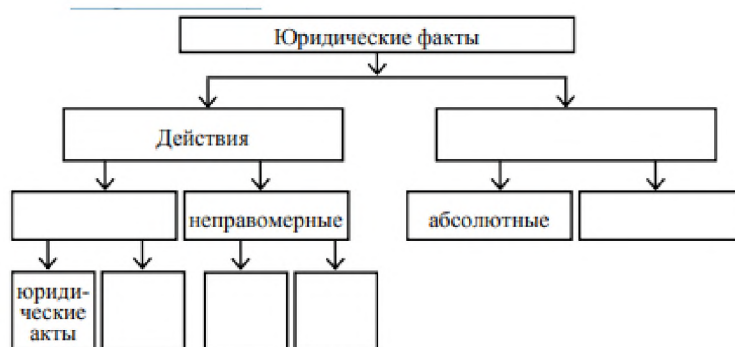 Юридические факты
Действия
неправомерные
абсолютные
юриди-
ческие
акты